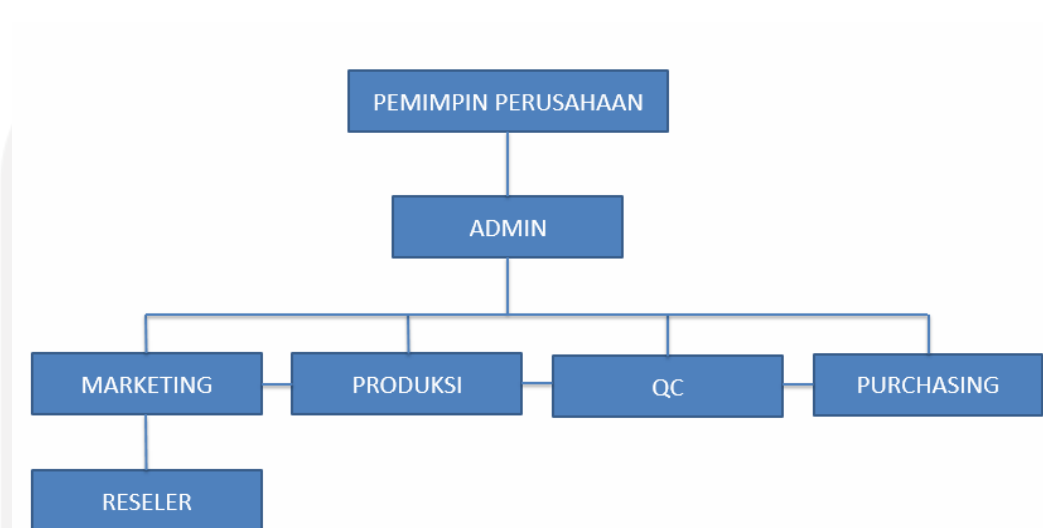 PEMIMPIN PERUSAHAAN
ADMIN
MARKETING
PRODUKSI
QC
PURCHASING
RESELER